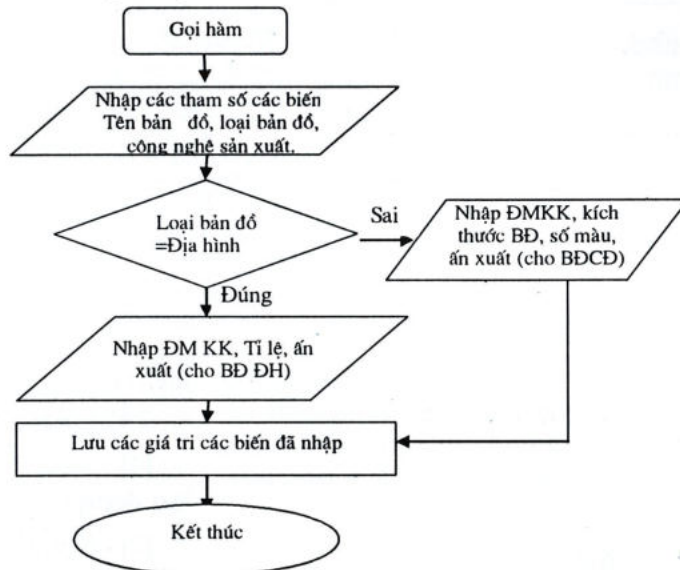 Gọi hàm
Nhập các tham số các biến
Tên bản đồ, loại bản đồ,
công nghệ sản xuất.
Loại bản đồ
=Địa hình
Sai
Nhập ĐMKK, kích
thước BĐ, số màu,
ấn xuất (cho BĐCĐ)
Đúng
Nhập ĐM KK, Tỉ lệ, ấn
xuất (cho BĐ ĐH)
Lưu các giá tri các biến đã nhập
Kết thúc